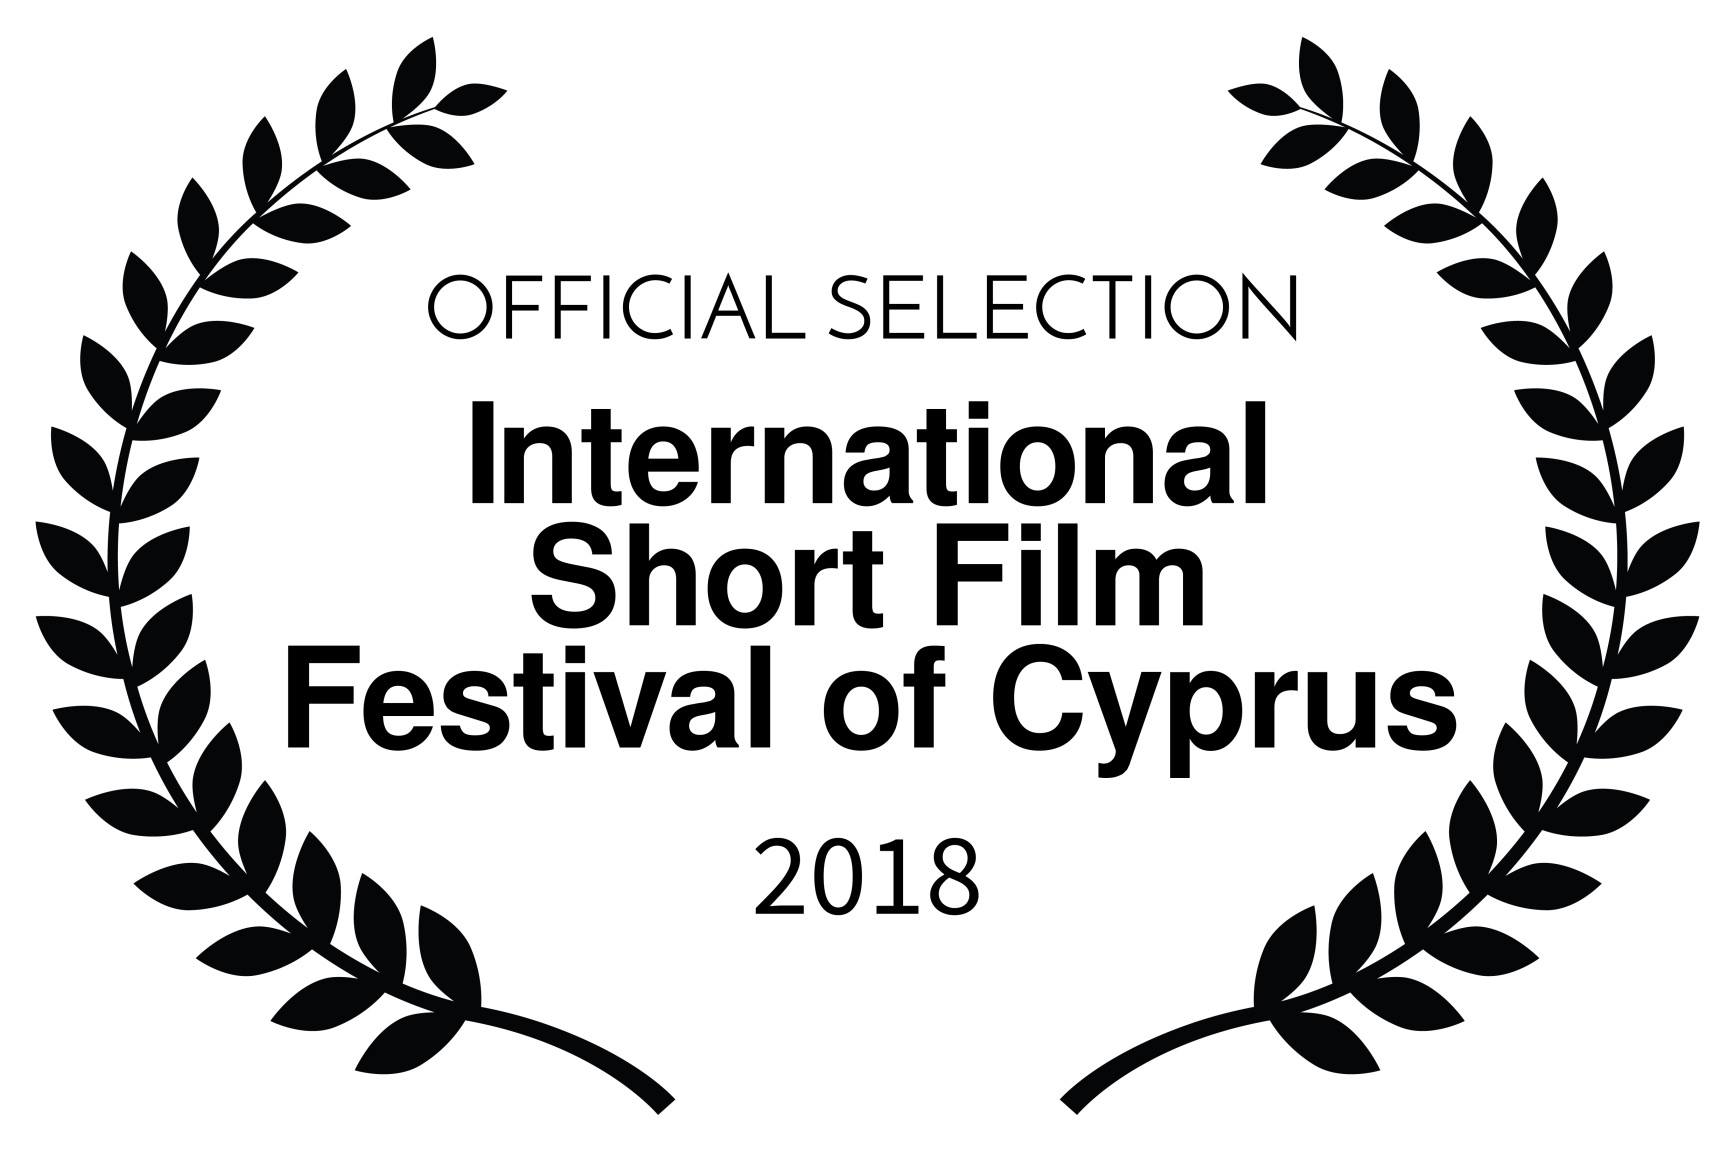 OFFICIAL SELECTION
International
Short Film
Festival of Cyprus
2018